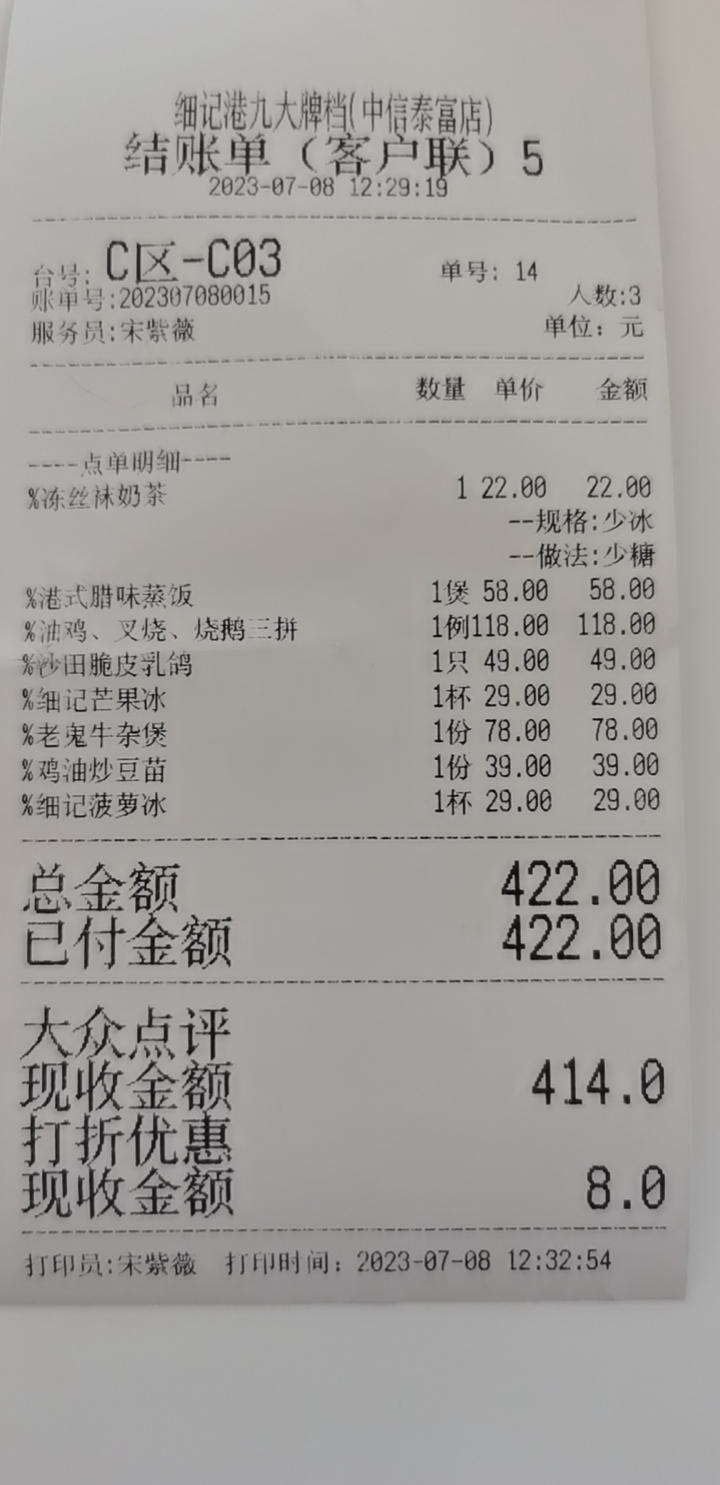 细记港九大牌档(中信泰富店)
结账单（客户联）5
2023-07-08 12:29:19
台号: C区-C03 单号: 14
账单号:202307080015 人数:3
服务员:宋紫薇 单位: 元
品名 数量 单价 金额
----点单明细----
%冻丝袜奶茶 1 22.00 22.00
--规格:少冰
--做法:少糖
%港式腊味蒸饭 1煲 58.00 58.00
%油鸡、叉烧、烧鹅三拼 1例118.00 118.00
%沙田脆皮乳鸽 1只 49.00 49.00
%细记芒果冰 1杯 29.00 29.00
%老鬼牛杂煲 1份 78.00 78.00
%鸡油炒豆苗 1份 39.00 39.00
%细记菠萝冰 1杯 29.00 29.00
总金额 422.00
已付金额 422.00
大众点评
现收金额 414.0
打折优惠
现收金额 8.0
打印员:宋紫薇 打印时间: 2023-07-08 12:32:54